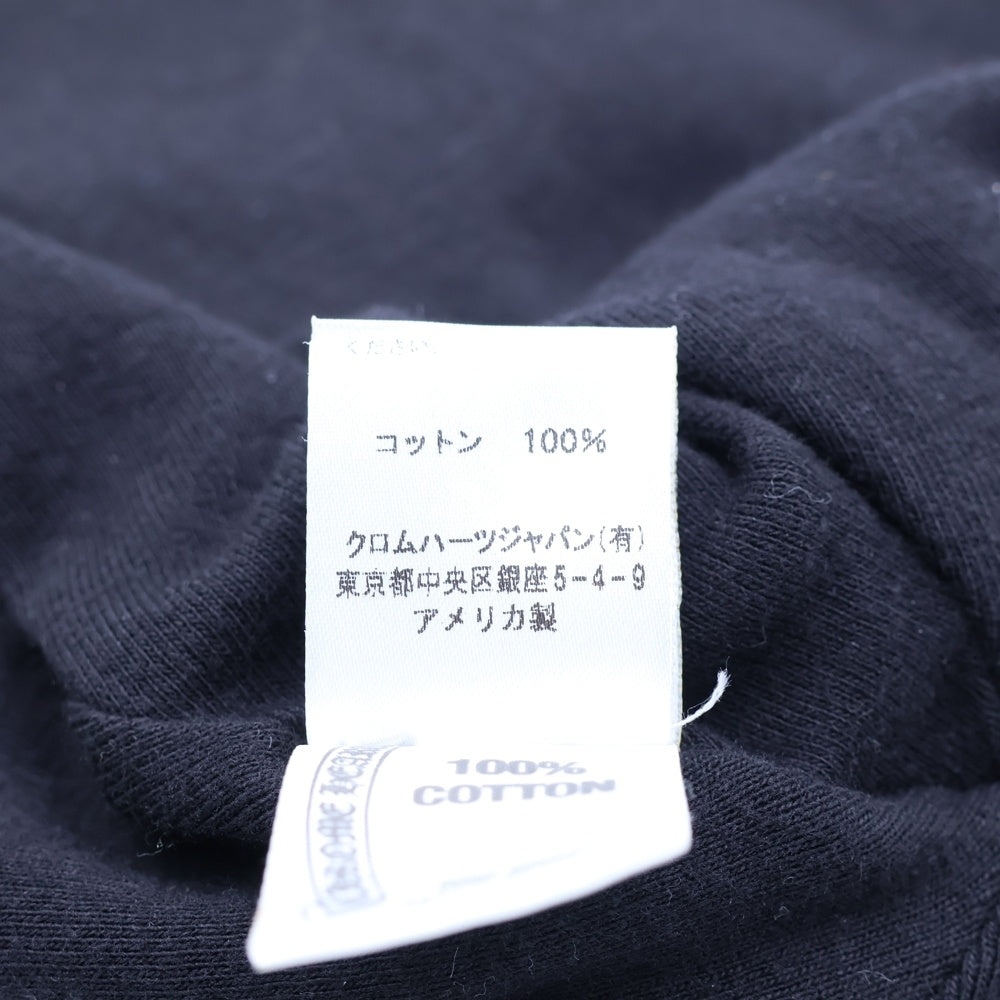 ください。
コットン 100%
クロムハーツジャパン(有)
東京都中央区銀座5-4-9
アメリカ製
100%
COTTON
CHROME HEARTS